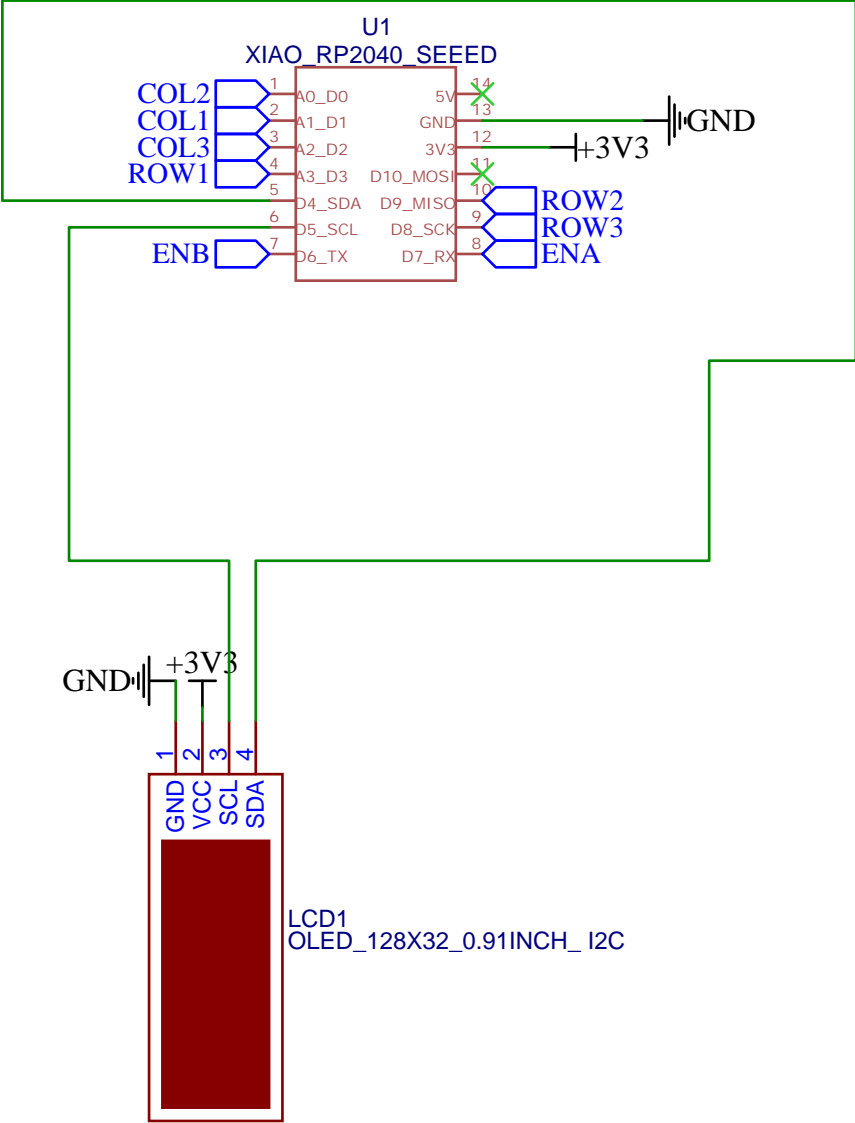 U1
XIAO_RP2040_SEEED
COL2 1 A0_D0 5V 14
COL1 2 A1_D1 GND 13 GND
COL3 3 A2_D2 3V3 12 +3V3
ROW1 4 A3_D3 D10_MOSI 11
5 D4_SDA D9_MISO 10 ROW2
6 D5_SCL D8_SCK 9 ROW3
ENB 7 D6_TX D7_RX 8 ENA
GND +3V3
1 2 3 4
GND VCC SCL SDA
LCD1
OLED_128X32_0.91INCH_ I2C